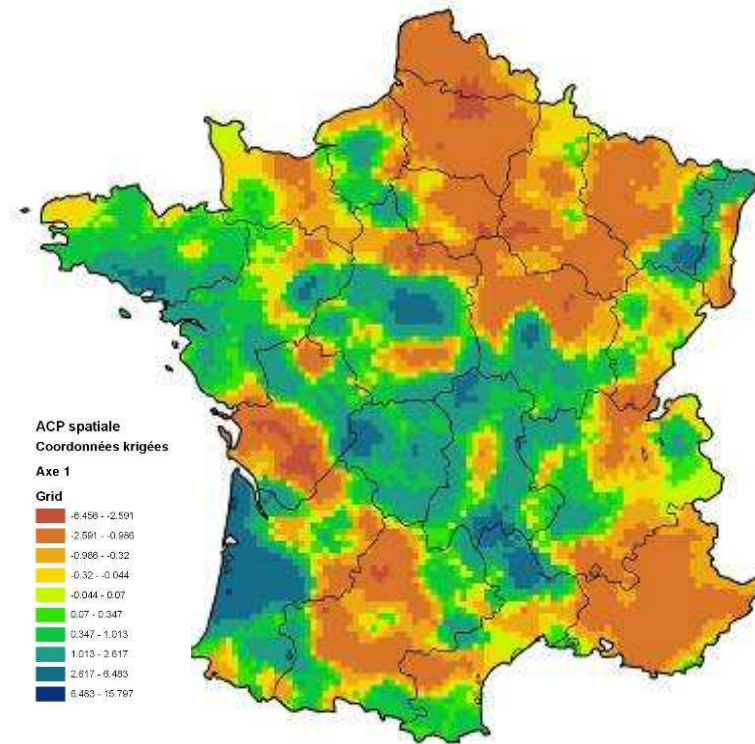 ACP spatiale
Coordonnées krigées
Axe 1
Grid
-6.456 - -2.591
-2.591 - -0.986
-0.986 - -0.32
-0.32 - -0.044
-0.044 - 0.07
0.07 - 0.347
0.347 - 1.013
1.013 - 2.617
2.617 - 6.483
6.483 - 15.797